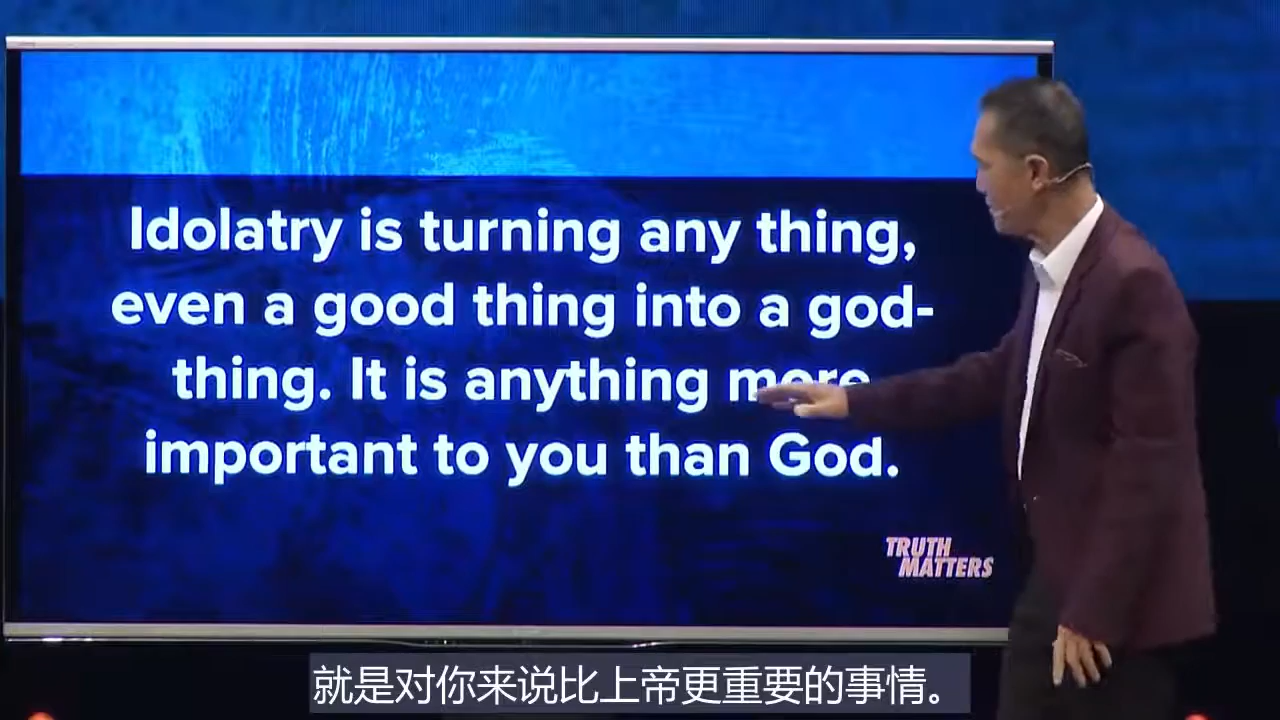 Idolatry is turning any thing,
even a good thing into a god-
thing. It is anything more
important to you than God.
TRUTH
MATTERS
就是对你来说比上帝更重要的事情。